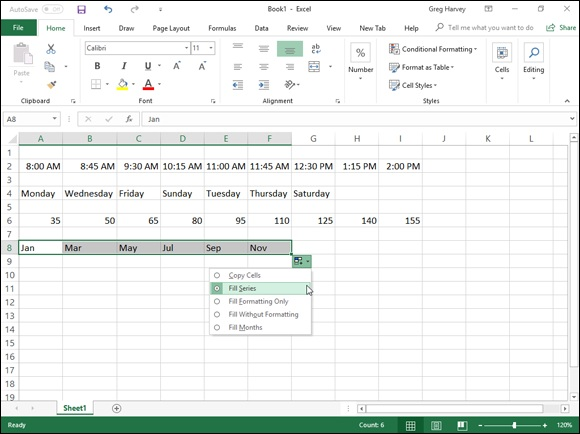 AutoSave Off Book1 - Excel Greg Harvey
File Home Insert Draw Page Layout Formulas Data Review View New Tab Tell me what you want to do Share
Paste Calibri 11 Number Conditional Formatting Cells Editing
B I U A A Format as Table
A Cell Styles
Clipboard Font Alignment Styles
A8 fx Jan
A B C D E F G H I J K L
1
2 8:00 AM 8:45 AM 9:30 AM 10:15 AM 11:00 AM 11:45 AM 12:30 PM 1:15 PM 2:00 PM
3
4 Monday Wednesday Friday Sunday Tuesday Thursday Saturday
5
6 35 50 65 80 95 110 125 140 155
7
8 Jan Mar May Jul Sep Nov
9
10 Copy Cells
11 Fill Series
12 Fill Formatting Only
13 Fill Without Formatting
14 Fill Months
15
16
17
18
19
Sheet1
Ready Count: 6 120%